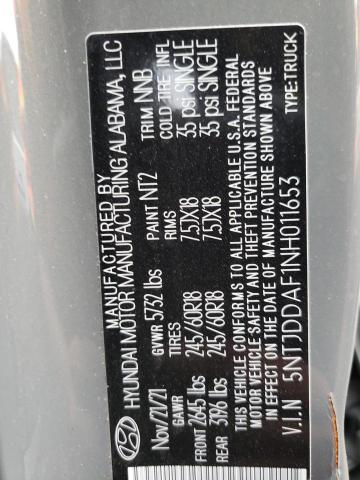 MANUFACTURED BY
HYUNDAI MOTOR MANUFACTURING ALABAMA, LLC
Nov/21/21 GVWR 5732 lbs PAINT NT2 TRIM NNB
GAWR TIRES RIMS COLD TIRE INFL
FRONT 2645 lbs 245/60R18 7.5JX18 35 psi SINGLE
REAR 3196 lbs 245/60R18 7.5JX18 35 psi SINGLE
THIS VEHICLE CONFORMS TO ALL APPLICABLE U.S.A. FEDERAL
MOTOR VEHICLE SAFETY, BUMPER, AND THEFT PREVENTION STANDARDS
IN EFFECT ON THE DATE OF MANUFACTURE SHOWN ABOVE.
V.I.N 5NTJDDAF1NH011653 TYPE:TRUCK